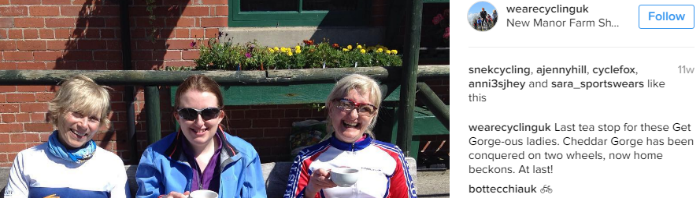 wearecyclinguk
New Manor Farm Sh...
Follow
snekcycling, ajennyhill, cyclefox,
anni3sjhey and sara_sportswears like
this
11w
wearecyclinguk Last tea stop for these Get
Gorge-ous ladies. Cheddar Gorge has been
conquered on two wheels, now home
beckons. At last!
bottecchiauk 🚲